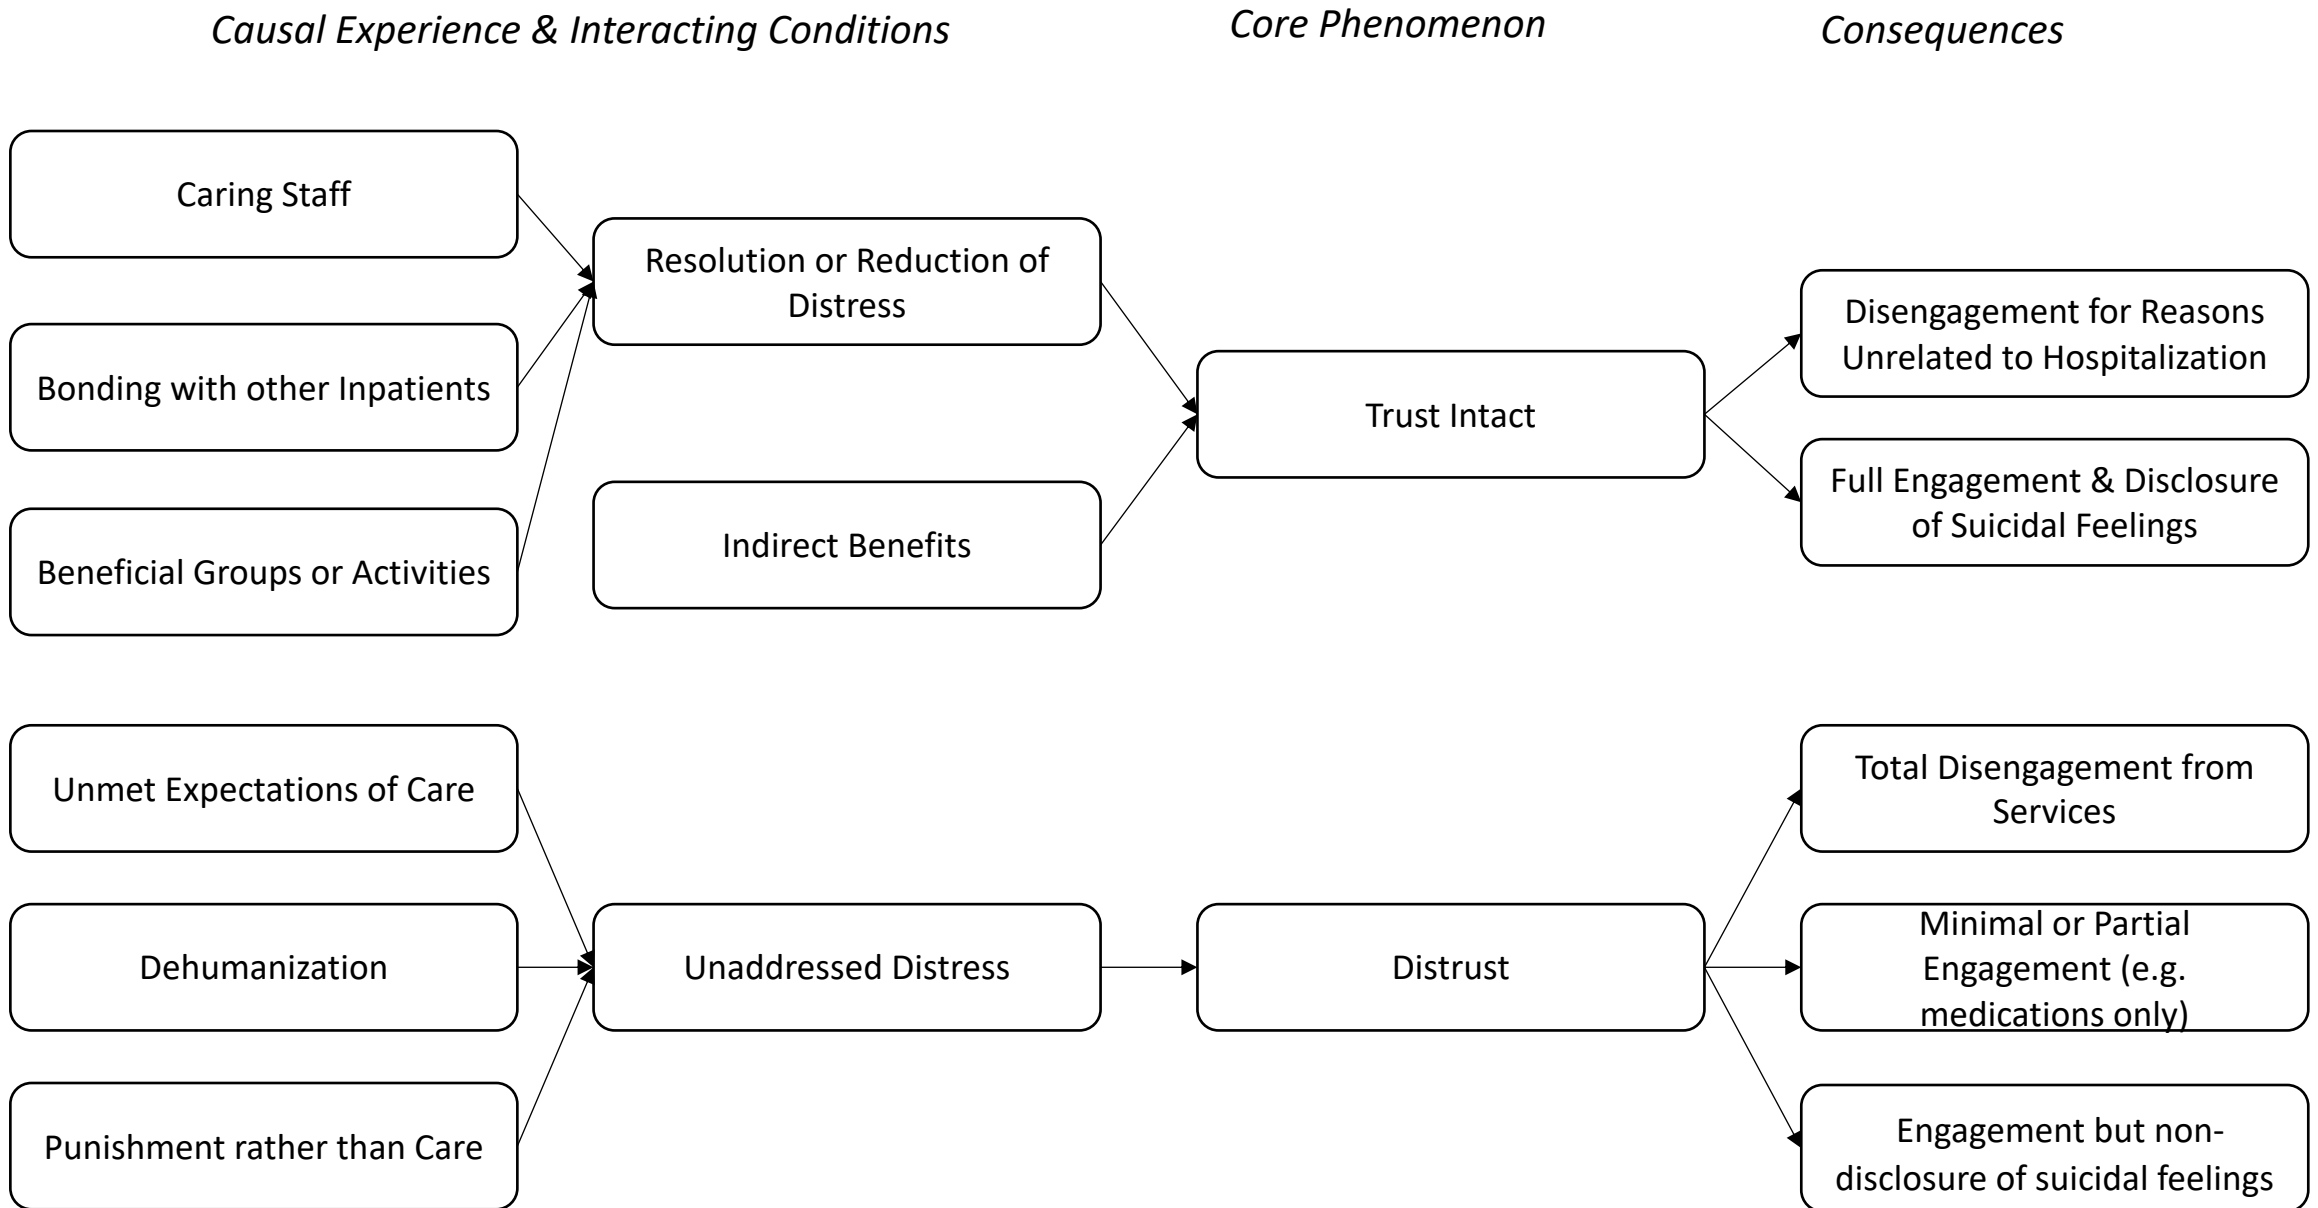 Causal Experience & Interacting Conditions
Core Phenomenon
Consequences
Caring Staff
Bonding with other Inpatients
Beneficial Groups or Activities
Resolution or Reduction of
Distress
Indirect Benefits
Trust Intact
Disengagement for Reasons
Unrelated to Hospitalization
Full Engagement & Disclosure
of Suicidal Feelings
Unmet Expectations of Care
Dehumanization
Punishment rather than Care
Unaddressed Distress
Distrust
Total Disengagement from
Services
Minimal or Partial
Engagement (e.g.
medications only)
Engagement but non-
disclosure of suicidal feelings